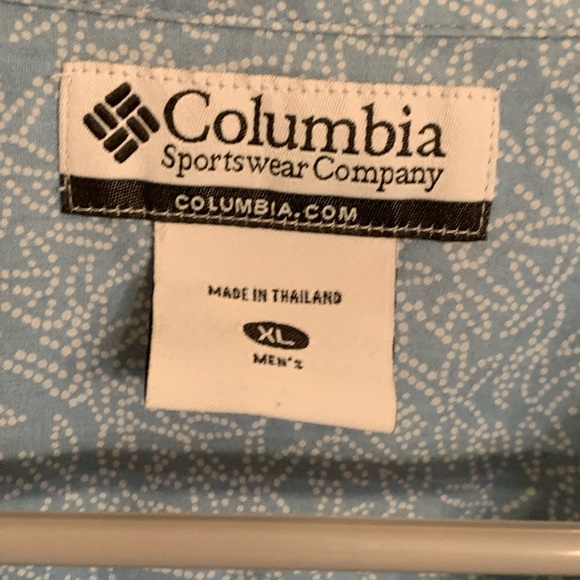 Columbia
Sportswear Company
COLUMBIA.COM
MADE IN THAILAND
XL
MEN'S